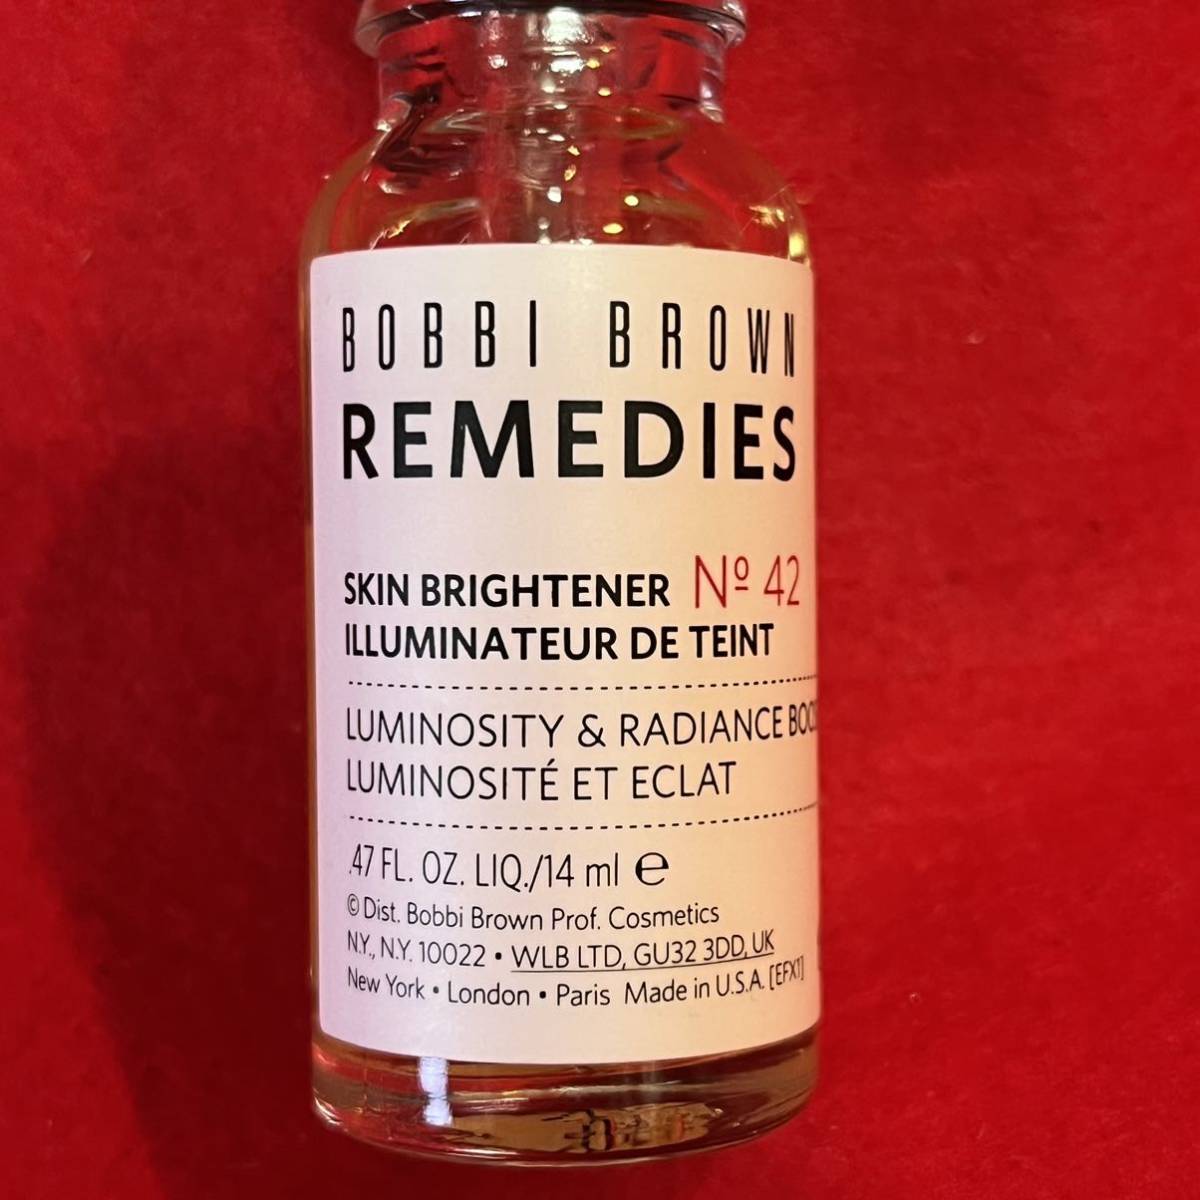 BOBBI BROWN
REMEDIES
SKIN BRIGHTENER Nº 42
ILLUMINATEUR DE TEINT
LUMINOSITY & RADIANCE
LUMINOSITÉ ET ECLAT
.47 FL. OZ. LIQ./14 ml ℮
© Dist. Bobbi Brown Prof. Cosmetics
N.Y., N.Y. 10022 • WLB LTD, GU32 3DD, UK
New York • London • Paris Made in U.S.A. [EFX1]